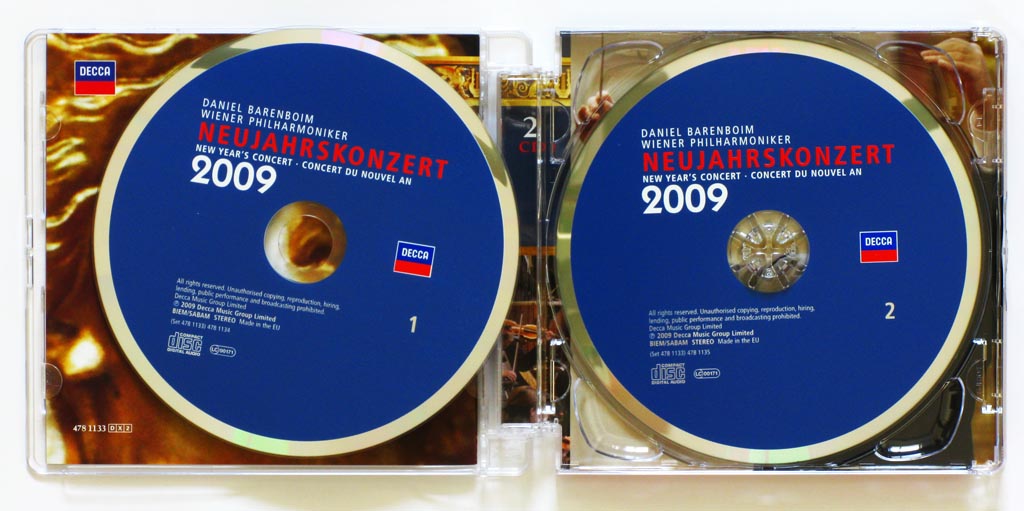 DECCA
DANIEL BARENBOIM
WIENER PHILHARMONIKER
NEUJAHRSKONZERT
NEW YEAR'S CONCERT · CONCERT DU NOUVEL AN
2009
DECCA
All rights reserved. Unauthorised copying, reproduction, hiring,
lending, public performance and broadcasting prohibited.
Decca Music Group Limited
℗ 2009 Decca Music Group Limited
BIEM/SABAM STEREO Made in the EU
(Set 478 1133) 478 1134
COMPACT
disc
DIGITAL AUDIO
LC 00171
1
478 1133 DX2
2
CD
DANIEL BARENBOIM
WIENER PHILHARMONIKER
NEUJAHRSKONZERT
NEW YEAR'S CONCERT · CONCERT DU NOUVEL AN
2009
DECCA
All rights reserved. Unauthorised copying, reproduction, hiring,
lending, public performance and broadcasting prohibited.
Decca Music Group Limited
℗ 2009 Decca Music Group Limited
BIEM/SABAM STEREO Made in the EU
(Set 478 1133) 478 1135
COMPACT
disc
DIGITAL AUDIO
LC 00171
2